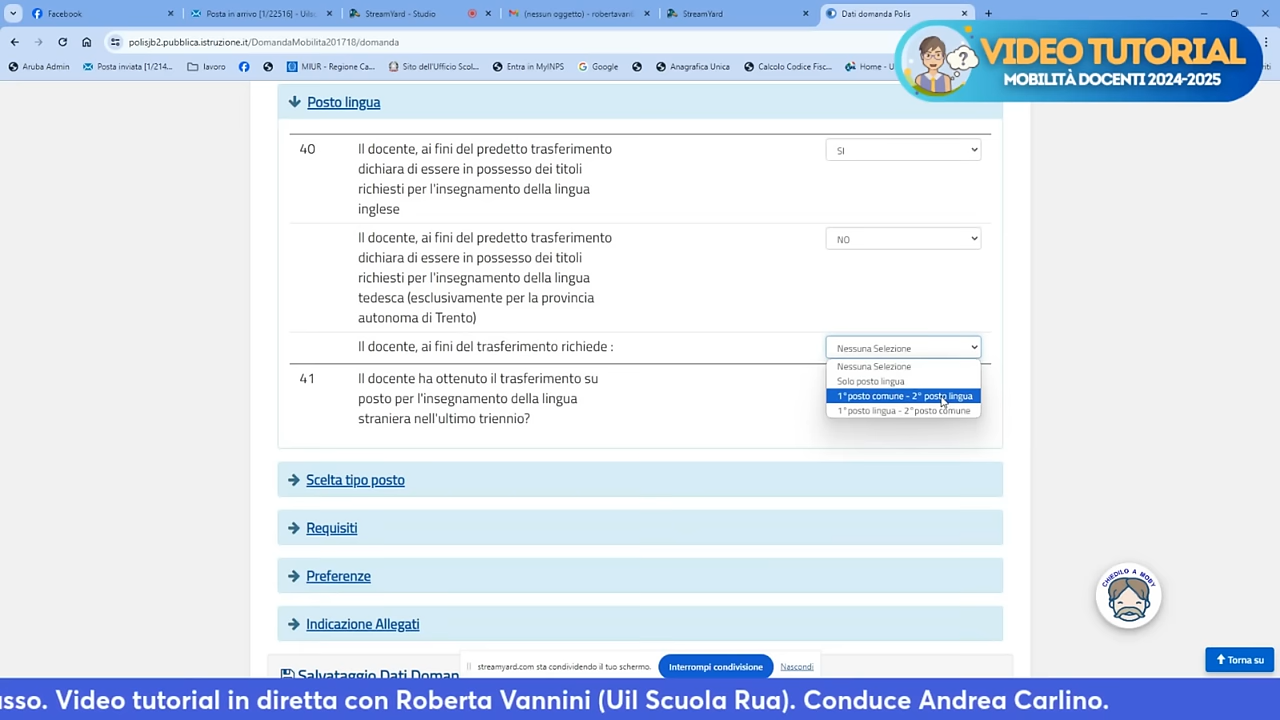 Facebook
Posta in arrivo [1/22516] - Uils
StreamYard - Studio
(nessun oggetto) - robertavanl
StreamYard
Dati domanda Polis
polisjb2.pubblica.istruzione.it/DomandaMobilita201718/domanda
Aruba Admin
Posta inviata [1/214...
lavoro
MIUR - Regione Ca...
Sito dell'Ufficio Scol...
Entra in MyINPS
Google
Anagrafica Unica
Calcolo Codice Fisc...
Home - U
VIDEO TUTORIAL
MOBILITÀ DOCENTI 2024-2025
Posto lingua
40
Il docente, ai fini del predetto trasferimento
dichiara di essere in possesso dei titoli
richiesti per l'insegnamento della lingua
inglese
SI
Il docente, ai fini del predetto trasferimento
dichiara di essere in possesso dei titoli
richiesti per l'insegnamento della lingua
tedesca (esclusivamente per la provincia
autonoma di Trento)
NO
Il docente, ai fini del trasferimento richiede :
Nessuna Selezione
Nessuna Selezione
Solo posto lingua
1°posto comune - 2° posto lingua
1°posto lingua - 2°posto comune
41
Il docente ha ottenuto il trasferimento su
posto per l'insegnamento della lingua
straniera nell'ultimo triennio?
Scelta tipo posto
Requisiti
Preferenze
Indicazione Allegati
CHIEDILO A MOBY
Torna su
Salvataggio Dati Doman
streamyard.com sta condividendo il tuo schermo.
Interrompi condivisione
Nascondi
sso. Video tutorial in diretta con Roberta Vannini (Uil Scuola Rua). Conduce Andrea Carlino.